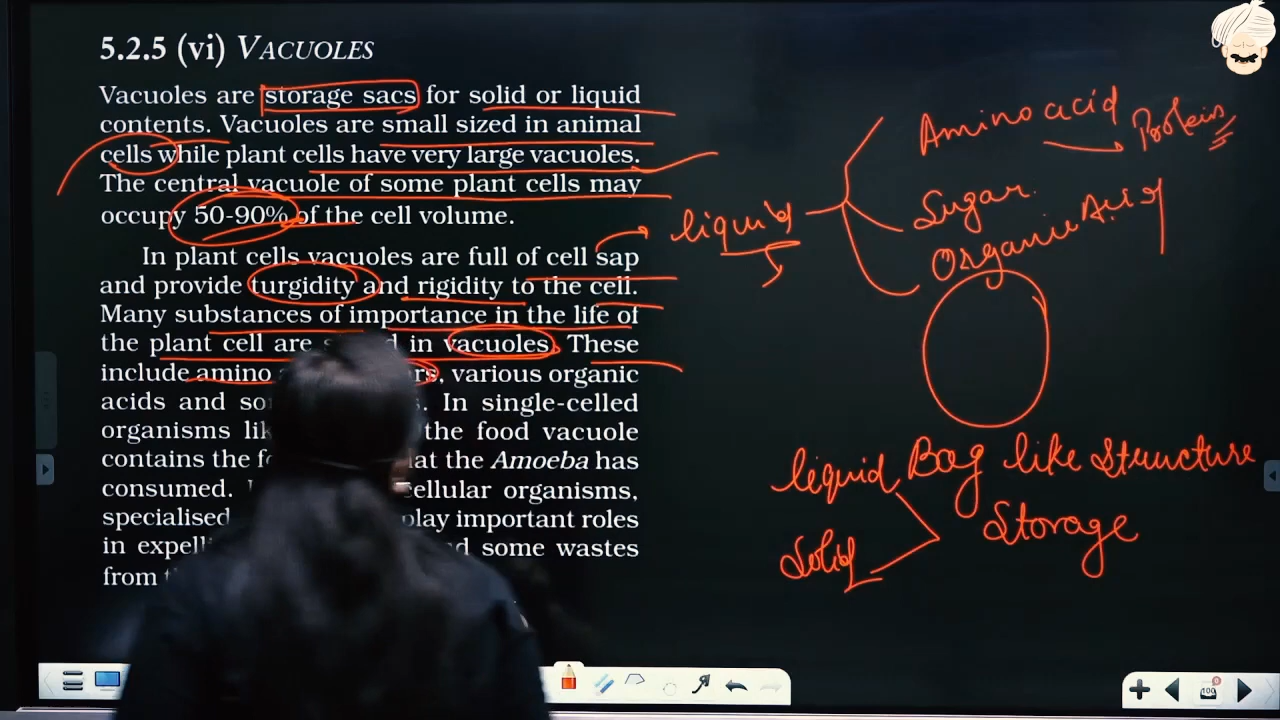 5.2.5 (vi) VACUOLES
Vacuoles are storage sacs for solid or liquid
contents. Vacuoles are small sized in animal
cells while plant cells have very large vacuoles.
The central vacuole of some plant cells may
occupy 50-90% of the cell volume.
In plant cells vacuoles are full of cell sap
and provide turgidity and rigidity to the cell.
Many substances of importance in the life of
the plant cell are in vacuoles. These
include amino various organic
acids and In single-celled
organisms the food vacuole
contains the the Amoeba has
consumed. cellular organisms,
specialised play important roles
in some wastes
from
Amino acid
Proteins
liquid
Sugar
Organic Acid
liquid Bag like Structure
Storage
Solid
100